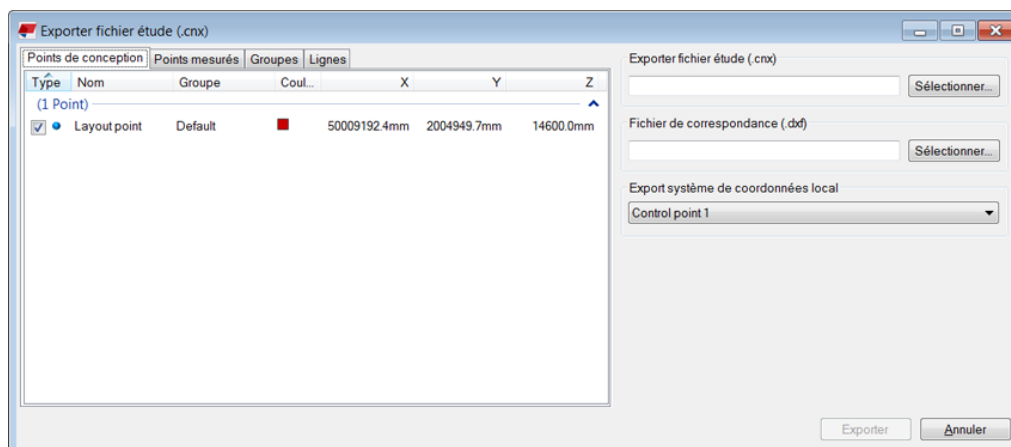 Exporter fichier étude (.cnx)
Points de conception Points mesurés Groupes Lignes
Type Nom Groupe Coul... X Y Z
(1 Point)
Layout point Default 50009192.4mm 2004949.7mm 14600.0mm
Exporter fichier étude (.cnx)
Sélectionner...
Fichier de correspondance (.dxf)
Sélectionner...
Export système de coordonnées local
Control point 1
Exporter Annuler